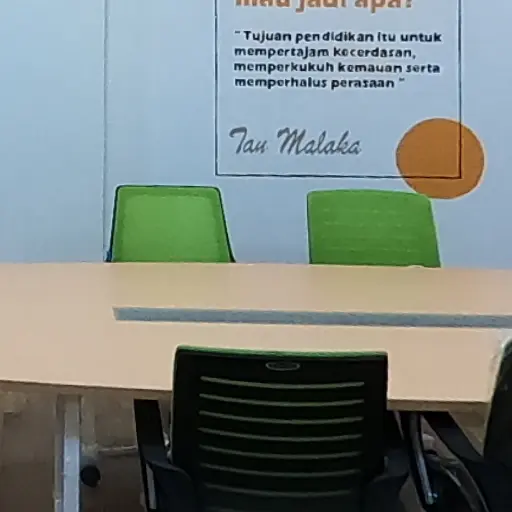 mau jadi apa?
"Tujuan pendidikan itu untuk
mempertajam kecerdasan,
memperkukuh kemauan serta
memperhalus perasaan"
Tan Malaka